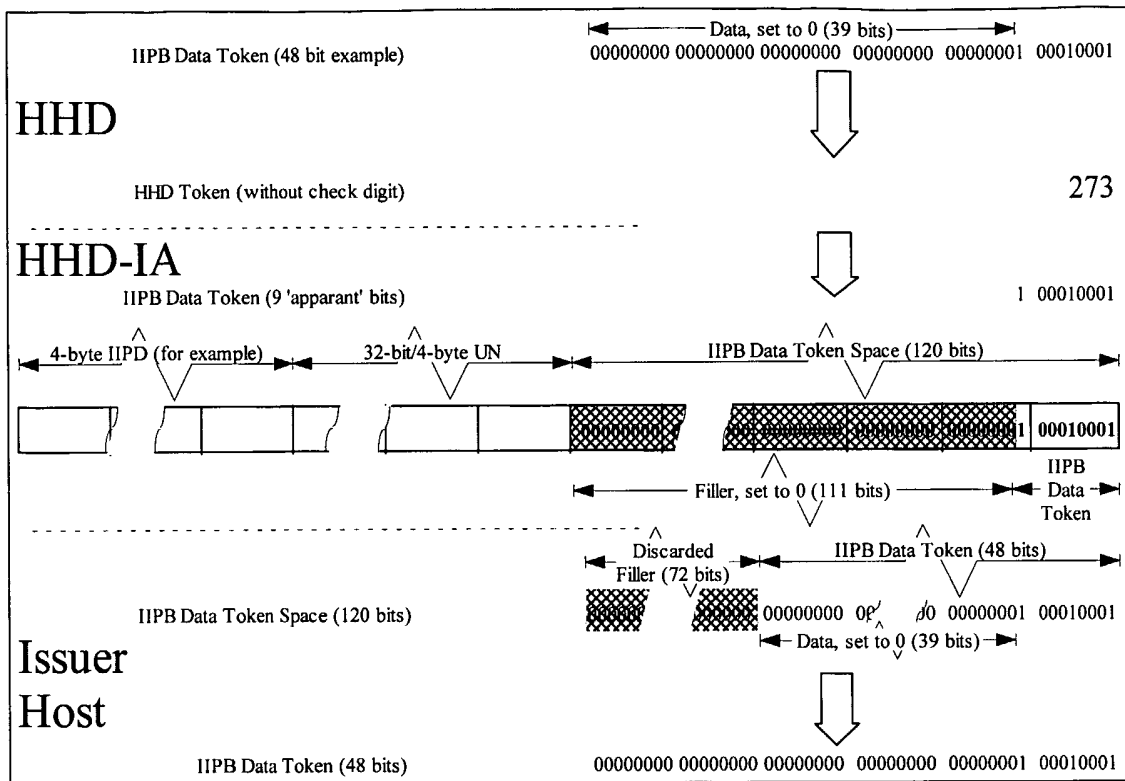 Data, set to 0 (39 bits)
IIPB Data Token (48 bit example) 00000000 00000000 00000000 00000000 00000001 00010001
HHD
HHD Token (without check digit) 273
HHD-IA
IIPB Data Token (9 'apparant' bits) 1 00010001
4-byte IIPD (for example) 32-bit/4-byte UN IIPB Data Token Space (120 bits)
00010001
Filler, set to 0 (111 bits) IIPB Data Token
Discarded Filler (72 bits) IIPB Data Token (48 bits)
IIPB Data Token Space (120 bits) 00000000 00000001 00010001
Data, set to 0 (39 bits)
Issuer
Host
IIPB Data Token (48 bits) 00000000 00000000 00000000 00000000 00000001 00010001